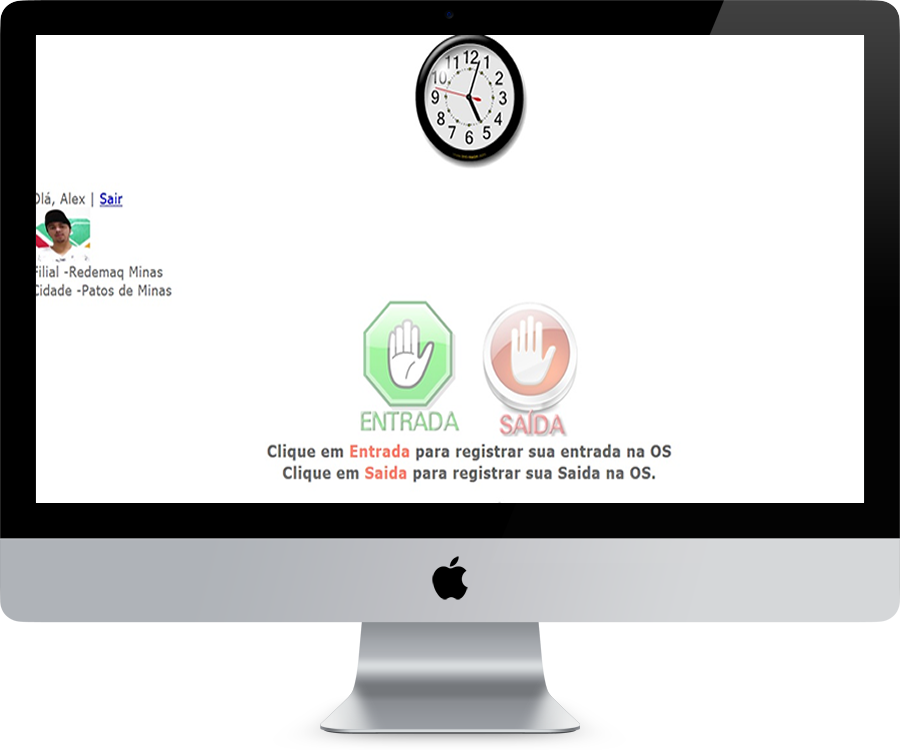 12
11 1
10 2
9 3
8 4
7 5
6
Olá, Alex | Sair
Filial -Redemaq Minas
Cidade -Patos de Minas
ENTRADA SAÍDA
Clique em Entrada para registrar sua entrada na OS
Clique em Saida para registrar sua Saida na OS.